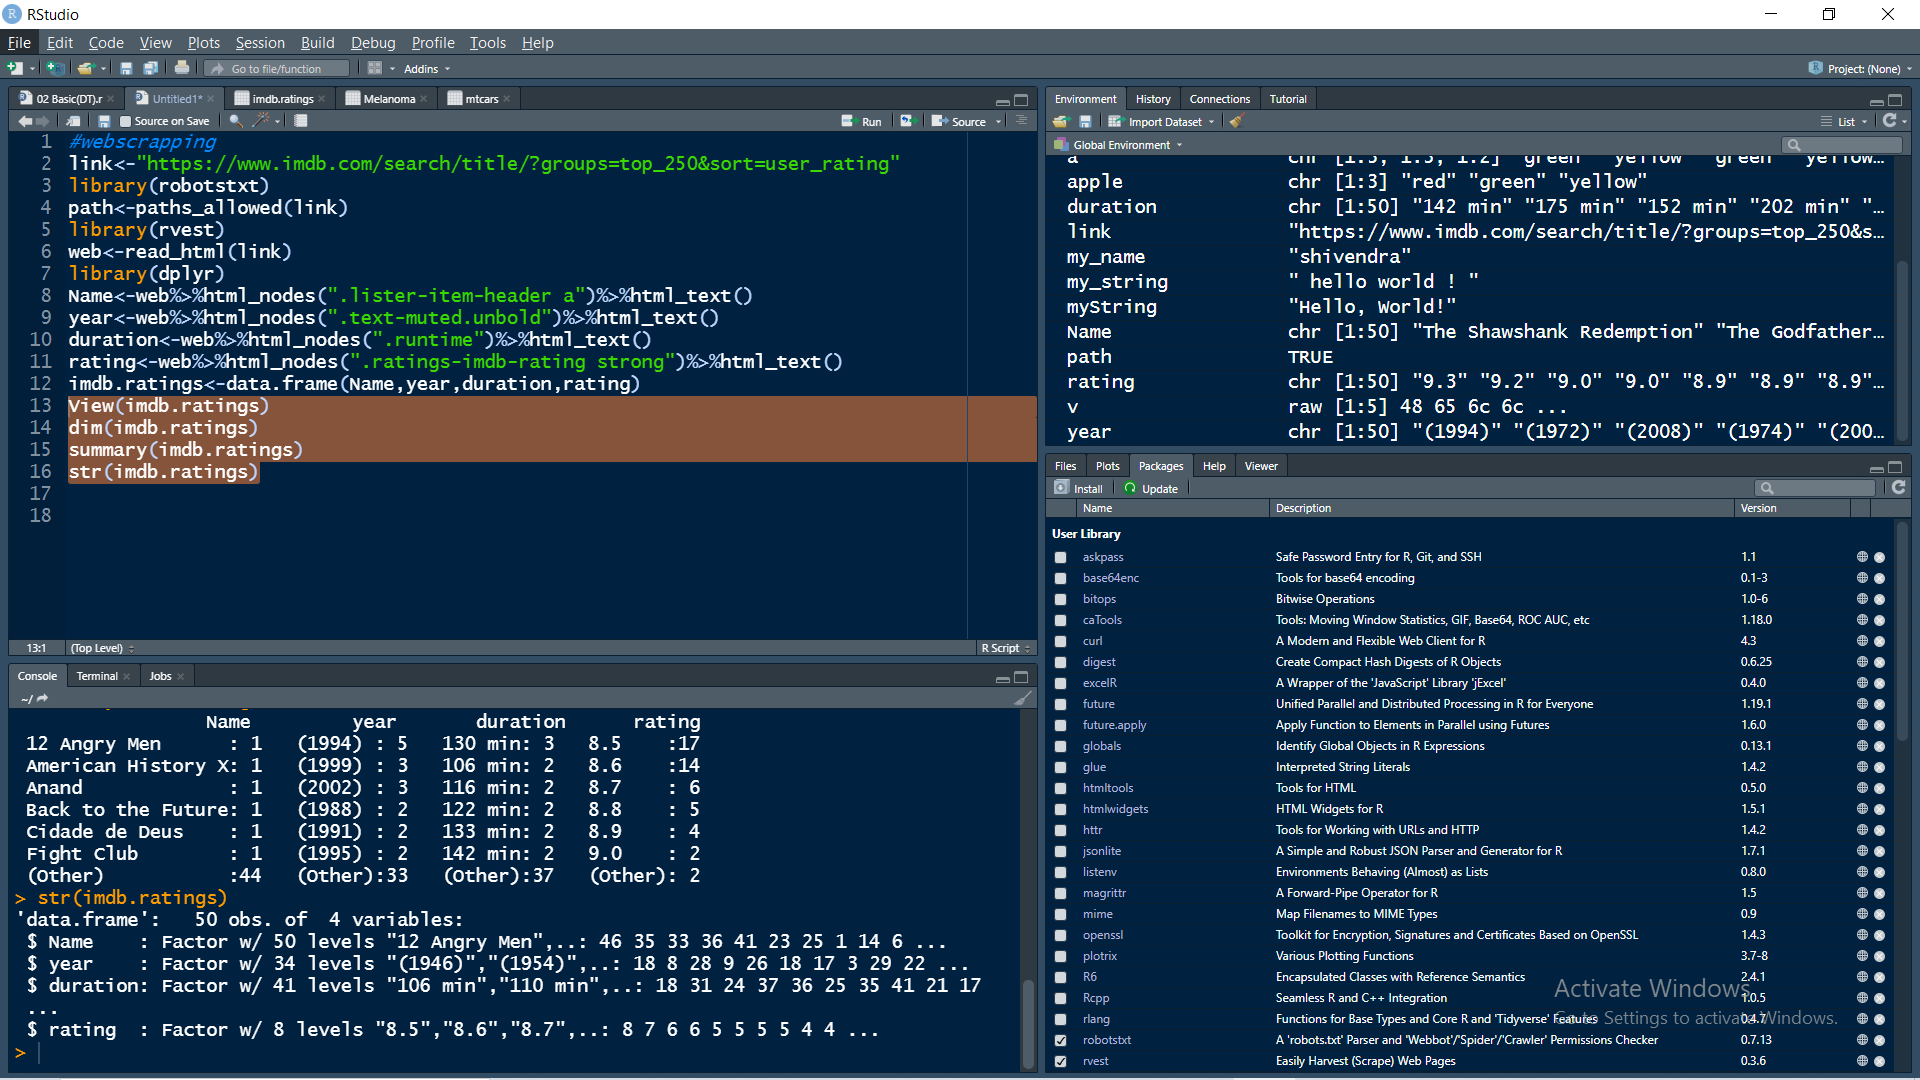 RStudio
File Edit Code View Plots Session Build Debug Profile Tools Help
Go to file/function Addins Project: (None)
02 Basic(DT).r Untitled1* imdb.ratings Melanoma mtcars
Source on Save Run Source
1 #webscrapping
2 link<-"https://www.imdb.com/search/title/?groups=top_250&sort=user_rating"
3 library(robotstxt)
4 path<-paths_allowed(link)
5 library(rvest)
6 web<-read_html(link)
7 library(dplyr)
8 Name<-web%>%html_nodes(".lister-item-header a")%>%html_text()
9 year<-web%>%html_nodes(".text-muted.unbold")%>%html_text()
10 duration<-web%>%html_nodes(".runtime")%>%html_text()
11 rating<-web%>%html_nodes(".ratings-imdb-rating strong")%>%html_text()
12 imdb.ratings<-data.frame(Name,year,duration,rating)
13 View(imdb.ratings)
14 dim(imdb.ratings)
15 summary(imdb.ratings)
16 str(imdb.ratings)
17
18
13:1 (Top Level) R Script
Console Terminal Jobs
~/
Name year duration rating
12 Angry Men : 1 (1994) : 5 130 min: 3 8.5 :17
American History X: 1 (1999) : 3 106 min: 2 8.6 :14
Anand : 1 (2002) : 3 116 min: 2 8.7 : 6
Back to the Future: 1 (1988) : 2 122 min: 2 8.8 : 5
Cidade de Deus : 1 (1991) : 2 133 min: 2 8.9 : 4
Fight Club : 1 (1995) : 2 142 min: 2 9.0 : 2
(Other) :44 (Other):33 (Other):37 (Other): 2
> str(imdb.ratings)
'data.frame': 50 obs. of 4 variables:
$ Name : Factor w/ 50 levels "12 Angry Men",..: 46 35 33 36 41 23 25 1 14 6 ...
$ year : Factor w/ 34 levels "(1946)","(1954)",..: 18 8 28 9 26 18 17 3 29 22 ...
$ duration: Factor w/ 41 levels "106 min","110 min",..: 18 31 24 37 36 25 35 41 21 17
...
$ rating : Factor w/ 8 levels "8.5","8.6","8.7",..: 8 7 6 6 5 5 5 5 4 4 ...
>
Environment History Connections Tutorial
Import Dataset List
Global Environment
a chr [1:3, 1:3, 1:2] "green" "yellow" "green" "yellow...
apple chr [1:3] "red" "green" "yellow"
duration chr [1:50] "142 min" "175 min" "152 min" "202 min" "...
link "https://www.imdb.com/search/title/?groups=top_250&s...
my_name "shivendra"
my_string " hello world ! "
myString "Hello, World!"
Name chr [1:50] "The Shawshank Redemption" "The Godfather...
path TRUE
rating chr [1:50] "9.3" "9.2" "9.0" "9.0" "8.9" "8.9" "8.9"...
v raw [1:5] 48 65 6c 6c ...
year chr [1:50] "(1994)" "(1972)" "(2008)" "(1974)" "(200...
Files Plots Packages Help Viewer
Install Update
Name Description Version
User Library
askpass Safe Password Entry for R, Git, and SSH 1.1
base64enc Tools for base64 encoding 0.1-3
bitops Bitwise Operations 1.0-6
caTools Tools: Moving Window Statistics, GIF, Base64, ROC AUC, etc 1.18.0
curl A Modern and Flexible Web Client for R 4.3
digest Create Compact Hash Digests of R Objects 0.6.25
excelR A Wrapper of the 'JavaScript' Library 'jExcel' 0.4.0
future Unified Parallel and Distributed Processing in R for Everyone 1.19.1
future.apply Apply Function to Elements in Parallel using Futures 1.6.0
globals Identify Global Objects in R Expressions 0.13.1
glue Interpreted String Literals 1.4.2
htmltools Tools for HTML 0.5.0
htmlwidgets HTML Widgets for R 1.5.1
httr Tools for Working with URLs and HTTP 1.4.2
jsonlite A Simple and Robust JSON Parser and Generator for R 1.7.1
listenv Environments Behaving (Almost) as Lists 0.8.0
magrittr A Forward-Pipe Operator for R 1.5
mime Map Filenames to MIME Types 0.9
openssl Toolkit for Encryption, Signatures and Certificates Based on OpenSSL 1.4.3
plotrix Various Plotting Functions 3.7-8
R6 Encapsulated Classes with Reference Semantics 2.4.1
Rcpp Seamless R and C++ Integration 1.0.5
rlang Functions for Base Types and Core R and 'Tidyverse' Features 0.4.7
robotstxt A 'robots.txt' Parser and 'Webbot'/'Spider'/'Crawler' Permissions Checker 0.7.13
rvest Easily Harvest (Scrape) Web Pages 0.3.6
Activate Windows
Go to Settings to activate Windows.